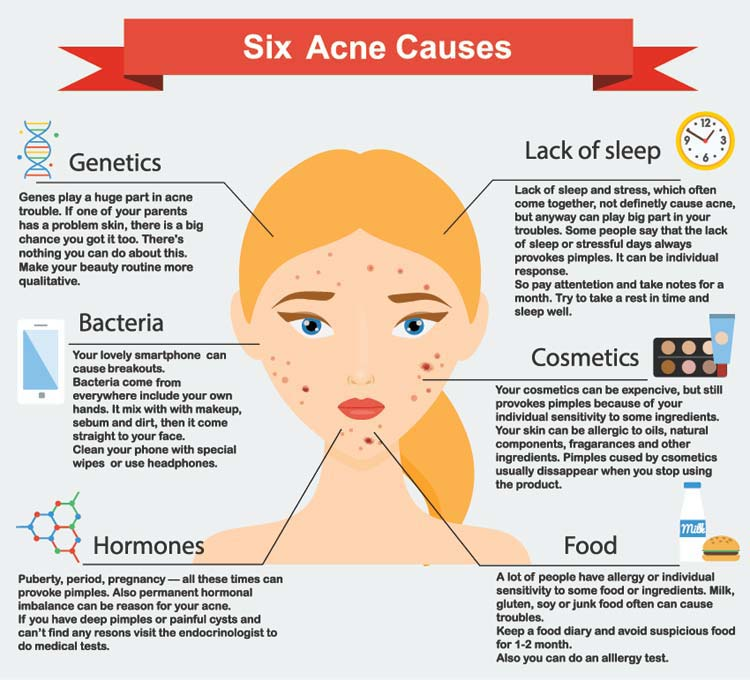 Six Acne Causes
Genetics
Genes play a huge part in acne
trouble. If one of your parents
has a problem skin, there is a big
chance you got it too. There's
nothing you can do about this.
Make your beauty routine more
qualitative.
Bacteria
Your lovely smartphone can
cause breakouts.
Bacteria come from
everywhere include your own
hands. It mix with with makeup,
sebum and dirt, then it come
straight to your face.
Clean your phone with special
wipes or use headphones.
Hormones
Puberty, period, pregnancy — all these times can
provoke pimples. Also permanent hormonal
imbalance can be reason for your acne.
If you have deep pimples or painful cysts and
can't find any resons visit the endocrinologist to
do medical tests.
Lack of sleep
12
3
6
9
Lack of sleep and stress, which often
come together, not definetly cause acne,
but anyway can play big part in your
troubles. Some people say that the lack
of sleep or stressful days always
provokes pimples. It can be individual
response.
So pay attentetion and take notes for a
month. Try to take a rest in time and
sleep well.
Cosmetics
Your cosmetics can be expencive, but still
provokes pimples because of your
individual sensitivity to some ingredients.
Your skin can be allergic to oils, natural
components, fragarances and other
ingredients. Pimples cused by csometics
usually dissappear when you stop using
the product.
Food
Milk
A lot of people have allergy or individual
sensitivity to some food or ingredients. Milk,
gluten, soy or junk food often can cause
troubles.
Keep a food diary and avoid suspicious food
for 1-2 month.
Also you can do an alllergy test.